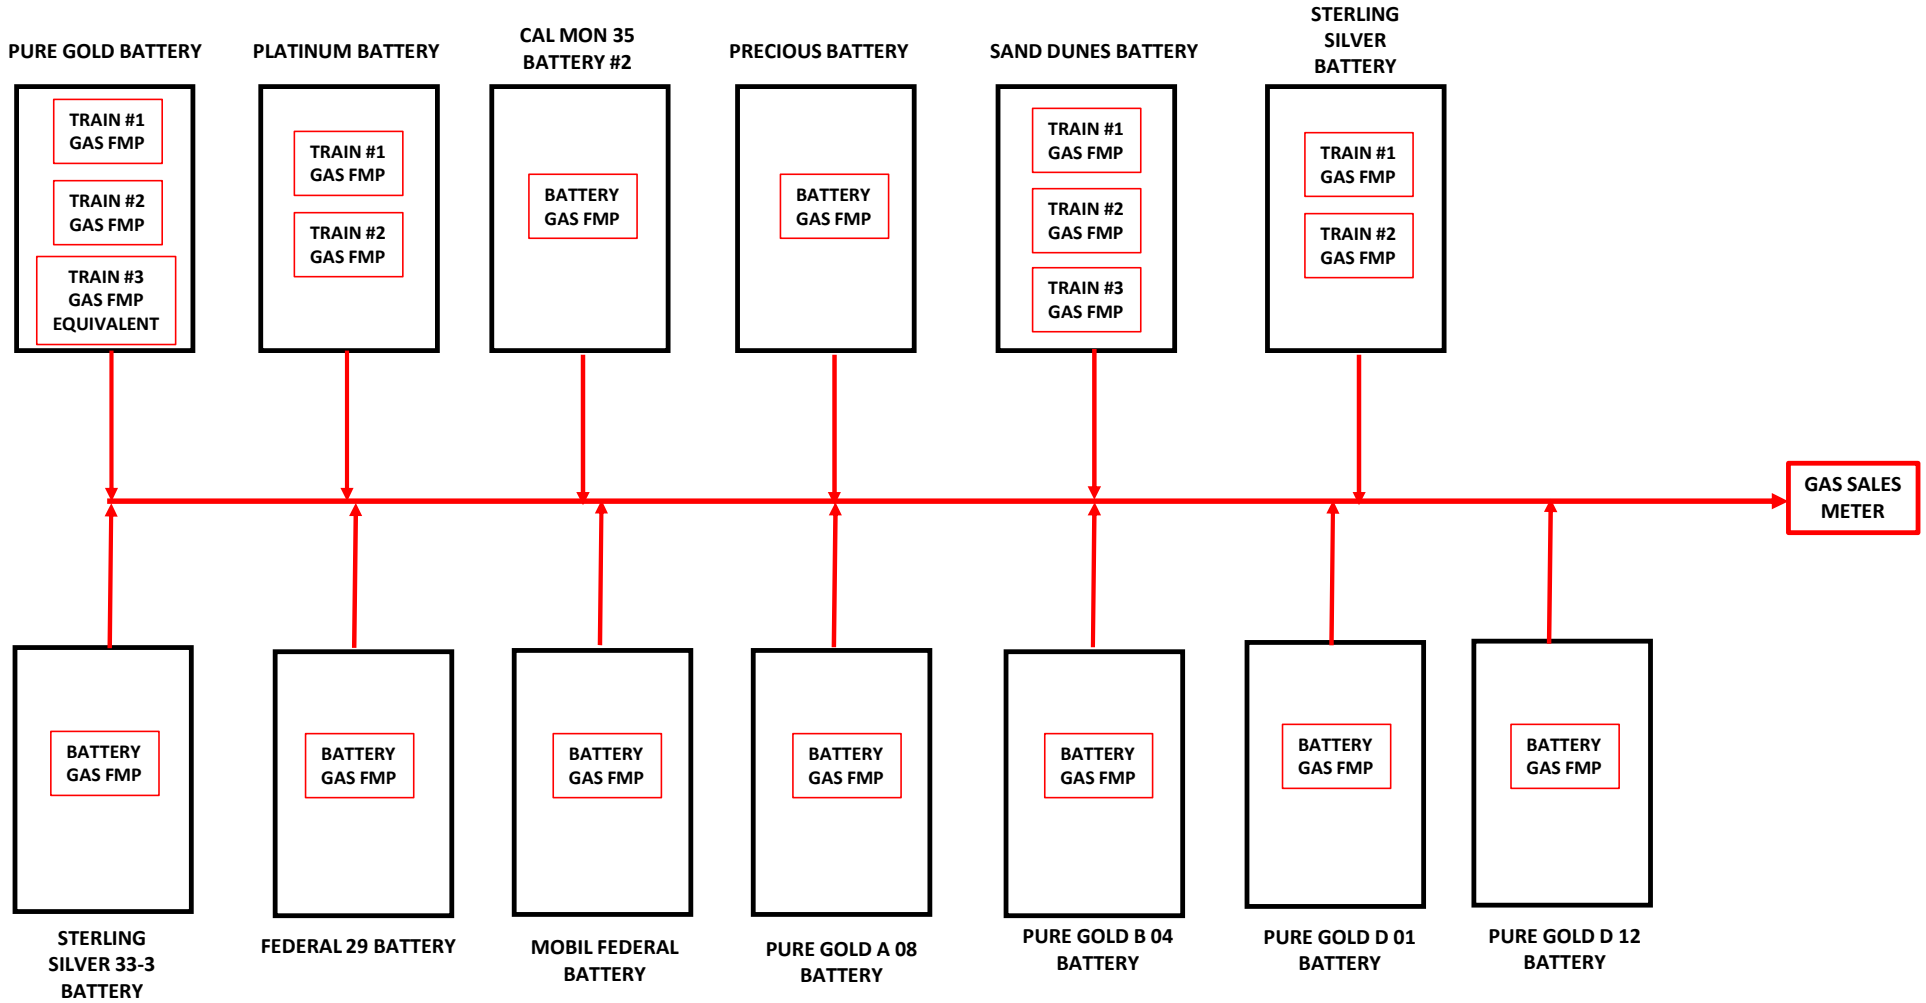 PURE GOLD BATTERY
PLATINUM BATTERY
CAL MON 35
BATTERY #2
PRECIOUS BATTERY
SAND DUNES BATTERY
STERLING
SILVER
BATTERY
TRAIN #1
GAS FMP
TRAIN #2
GAS FMP
TRAIN #3
GAS FMP
EQUIVALENT
TRAIN #1
GAS FMP
TRAIN #2
GAS FMP
BATTERY
GAS FMP
BATTERY
GAS FMP
TRAIN #1
GAS FMP
TRAIN #2
GAS FMP
TRAIN #3
GAS FMP
TRAIN #1
GAS FMP
TRAIN #2
GAS FMP
GAS SALES
METER
BATTERY
GAS FMP
BATTERY
GAS FMP
BATTERY
GAS FMP
BATTERY
GAS FMP
BATTERY
GAS FMP
BATTERY
GAS FMP
BATTERY
GAS FMP
STERLING
SILVER 33-3
BATTERY
FEDERAL 29 BATTERY
MOBIL FEDERAL
BATTERY
PURE GOLD A 08
BATTERY
PURE GOLD B 04
BATTERY
PURE GOLD D 01
BATTERY
PURE GOLD D 12
BATTERY